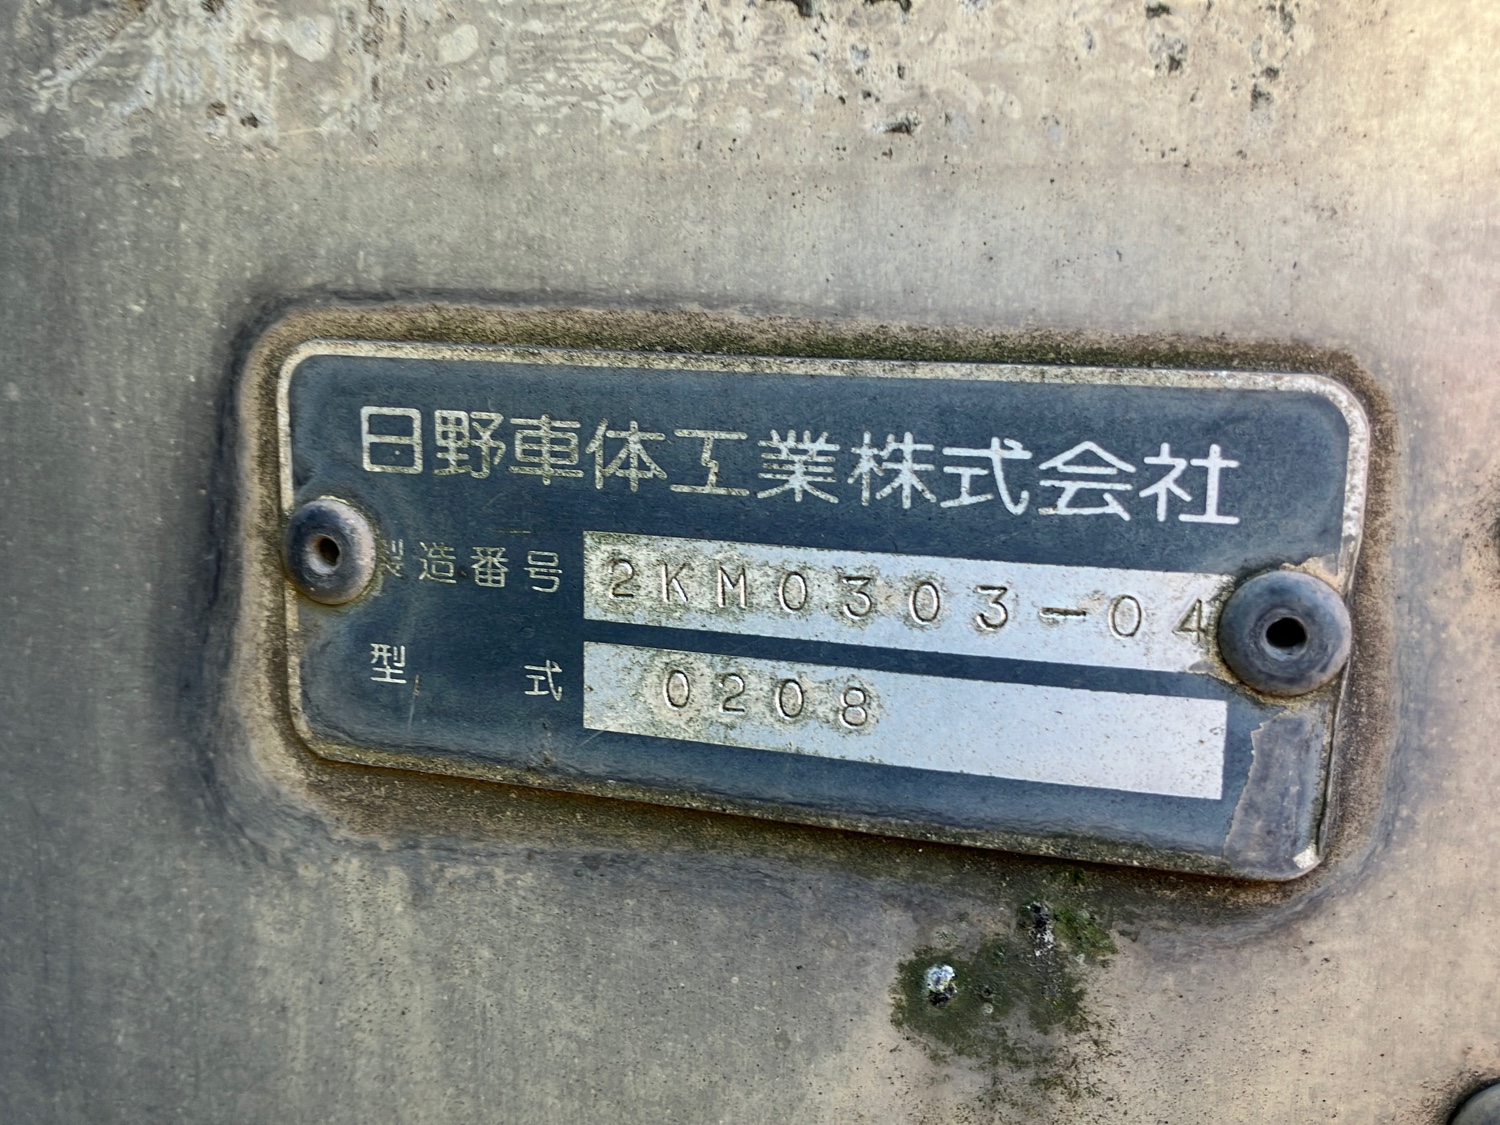 日野車体工業株式会社
製造番号 2KM0303-04
型式 0208